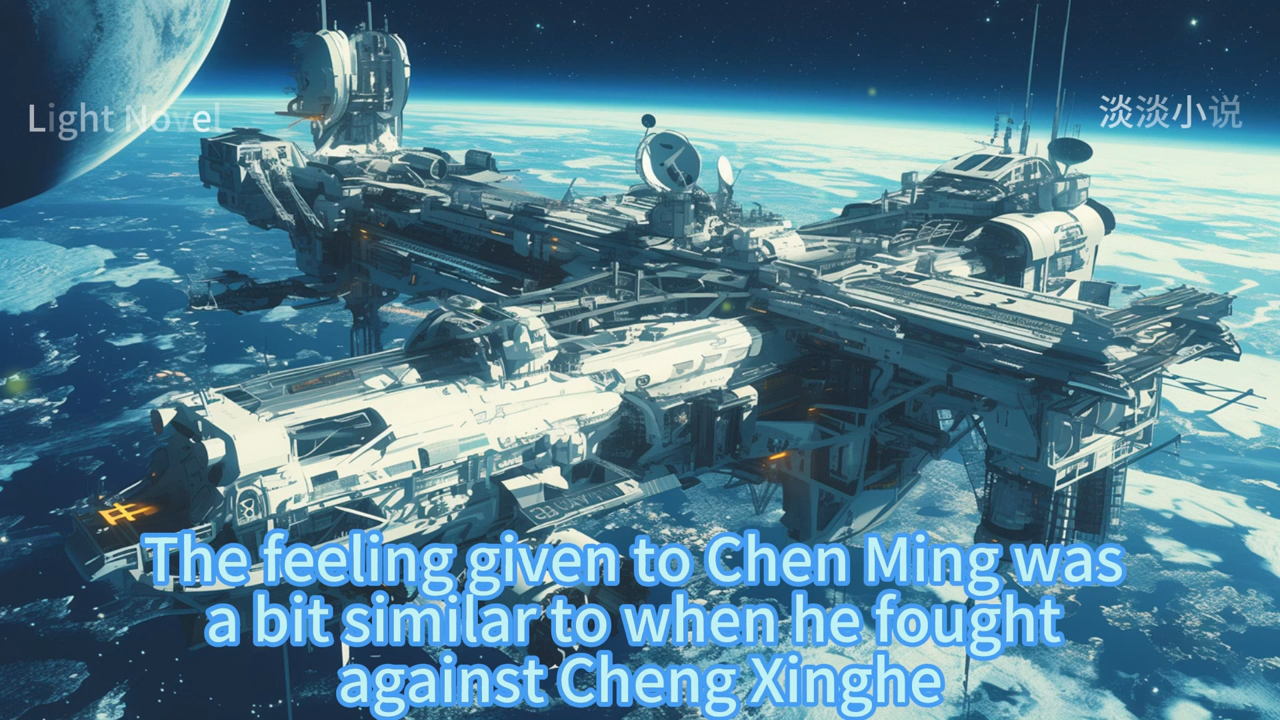 Light Novel
淡淡小说
The feeling given to Chen Ming was
a bit similar to when he fought
against Cheng Xinghe